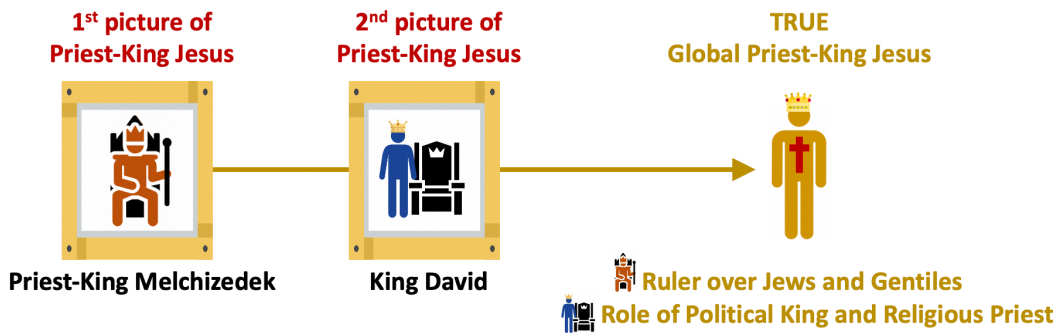 1st picture of
Priest-King Jesus
2nd picture of
Priest-King Jesus
TRUE
Global Priest-King Jesus
Priest-King Melchizedek
King David
Ruler over Jews and Gentiles
Role of Political King and Religious Priest